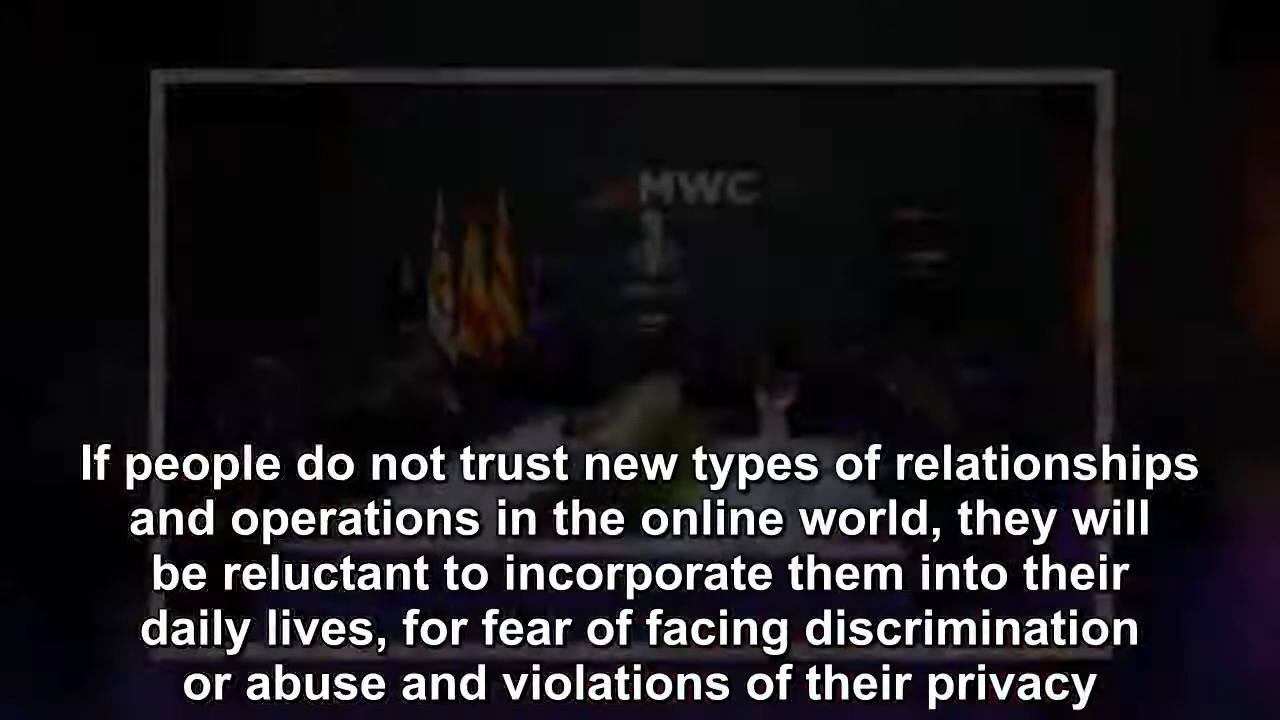 MWC
If people do not trust new types of relationships
and operations in the online world, they will
be reluctant to incorporate them into their
daily lives, for fear of facing discrimination
or abuse and violations of their privacy